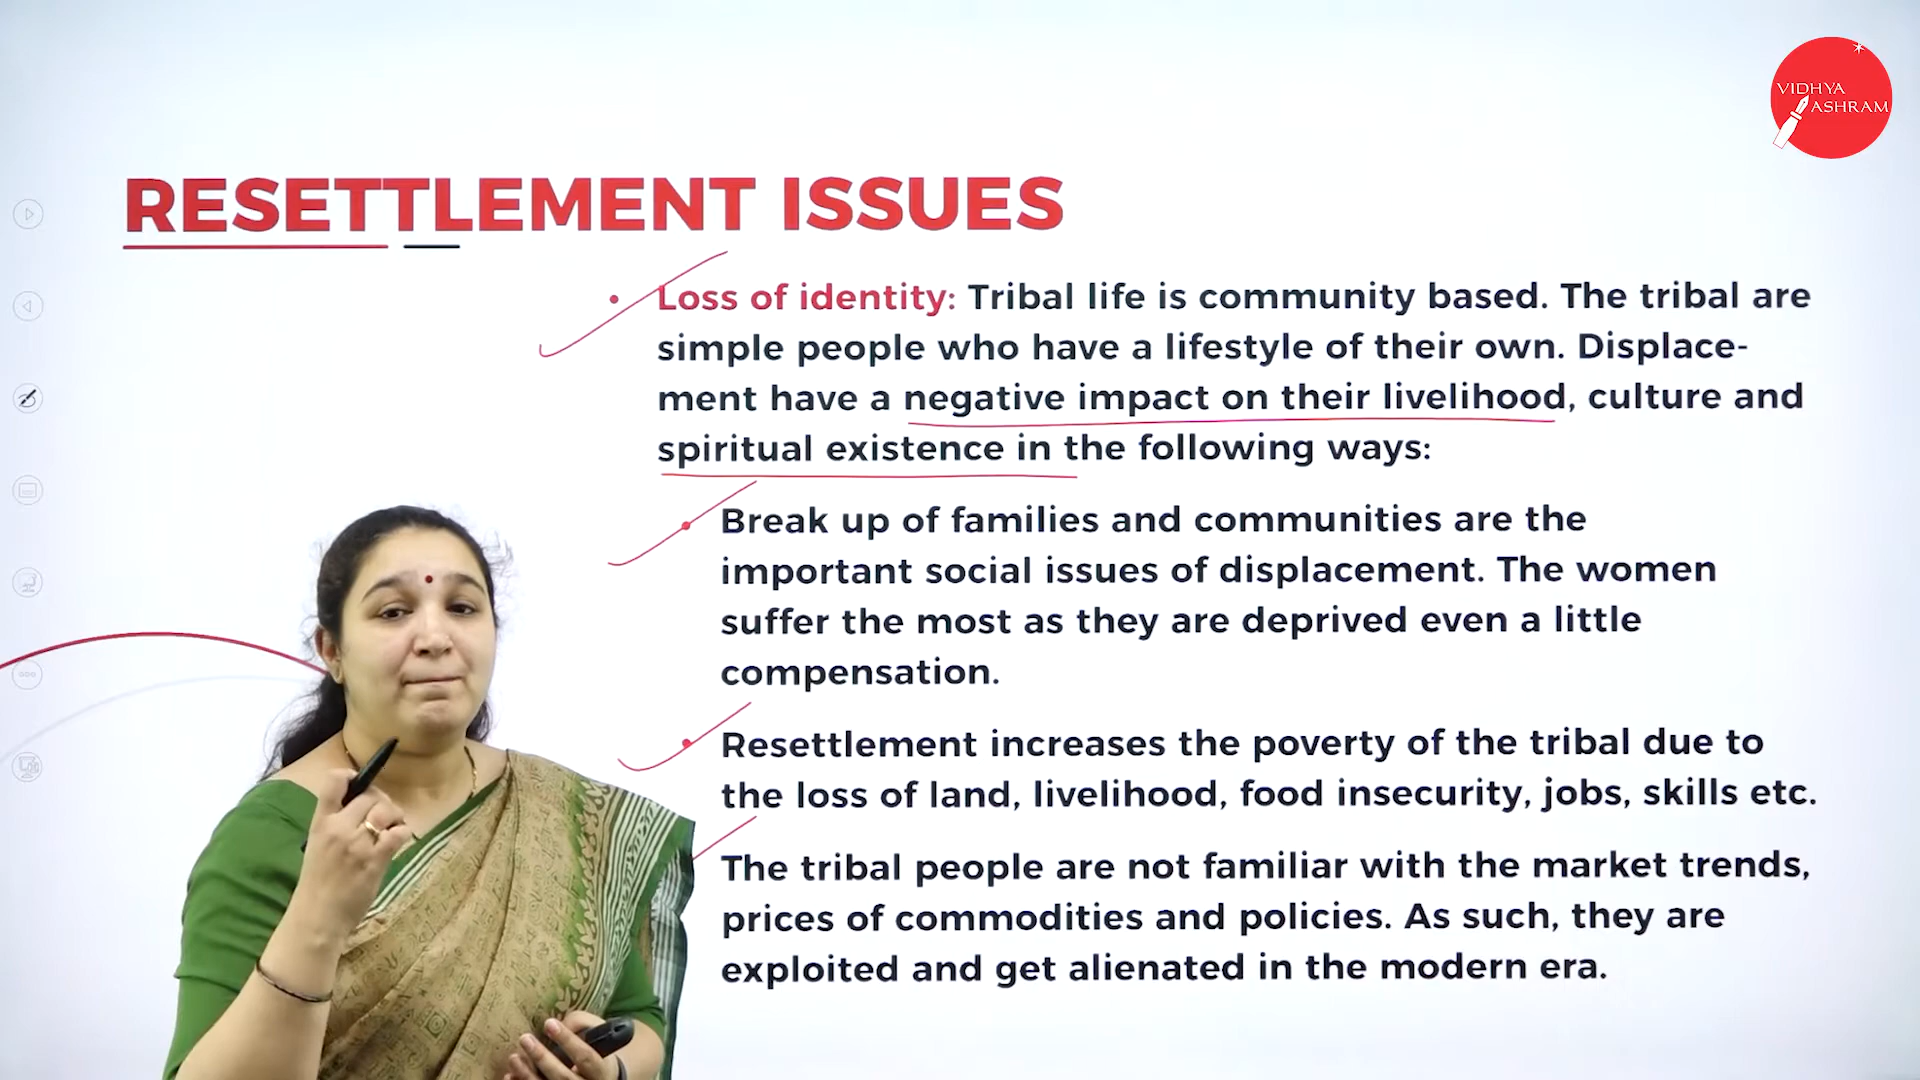 VIDHYA
ASHRAM
RESETTLEMENT ISSUES
• Loss of identity: Tribal life is community based. The tribal are
simple people who have a lifestyle of their own. Displace-
ment have a negative impact on their livelihood, culture and
spiritual existence in the following ways:
• Break up of families and communities are the
important social issues of displacement. The women
suffer the most as they are deprived even a little
compensation.
• Resettlement increases the poverty of the tribal due to
the loss of land, livelihood, food insecurity, jobs, skills etc.
The tribal people are not familiar with the market trends,
prices of commodities and policies. As such, they are
exploited and get alienated in the modern era.